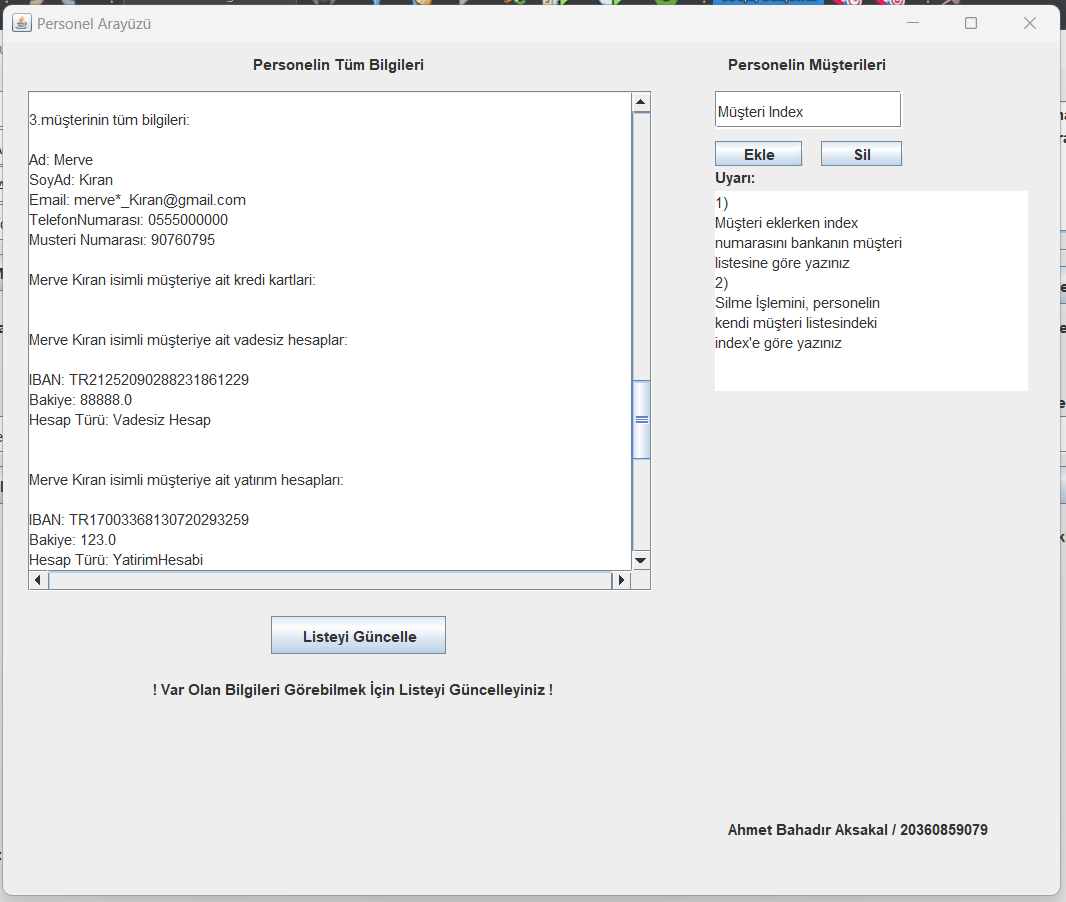 Personel Arayüzü
Personelin Tüm Bilgileri
3.müşterinin tüm bilgileri:
Ad: Merve
SoyAd: Kıran
Email: merve*_Kıran@gmail.com
TelefonNumarası: 0555000000
Musteri Numarası: 90760795
Merve Kıran isimli müşteriye ait kredi kartlari:
Merve Kıran isimli müşteriye ait vadesiz hesaplar:
IBAN: TR21252090288231861229
Bakiye: 88888.0
Hesap Türü: Vadesiz Hesap
Merve Kıran isimli müşteriye ait yatırım hesapları:
IBAN: TR17003368130720293259
Bakiye: 123.0
Hesap Türü: YatirimHesabi
Listeyi Güncelle
! Var Olan Bilgileri Görebilmek İçin Listeyi Güncelleyiniz !
Personelin Müşterileri
Müşteri Index
Ekle Sil
Uyarı:
1)
Müşteri eklerken index
numarasını bankanın müşteri
listesine göre yazınız
2)
Silme İşlemini, personelin
kendi müşteri listesindeki
index'e göre yazınız
Ahmet Bahadır Aksakal / 20360859079